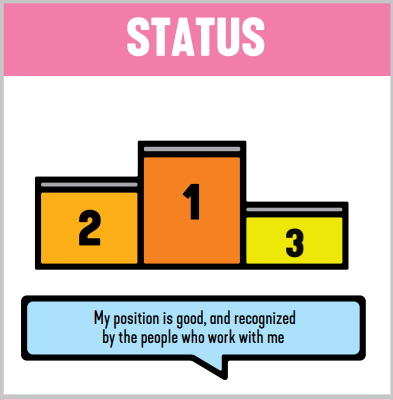 STATUS
1
2
3
My position is good, and recognized
by the people who work with me